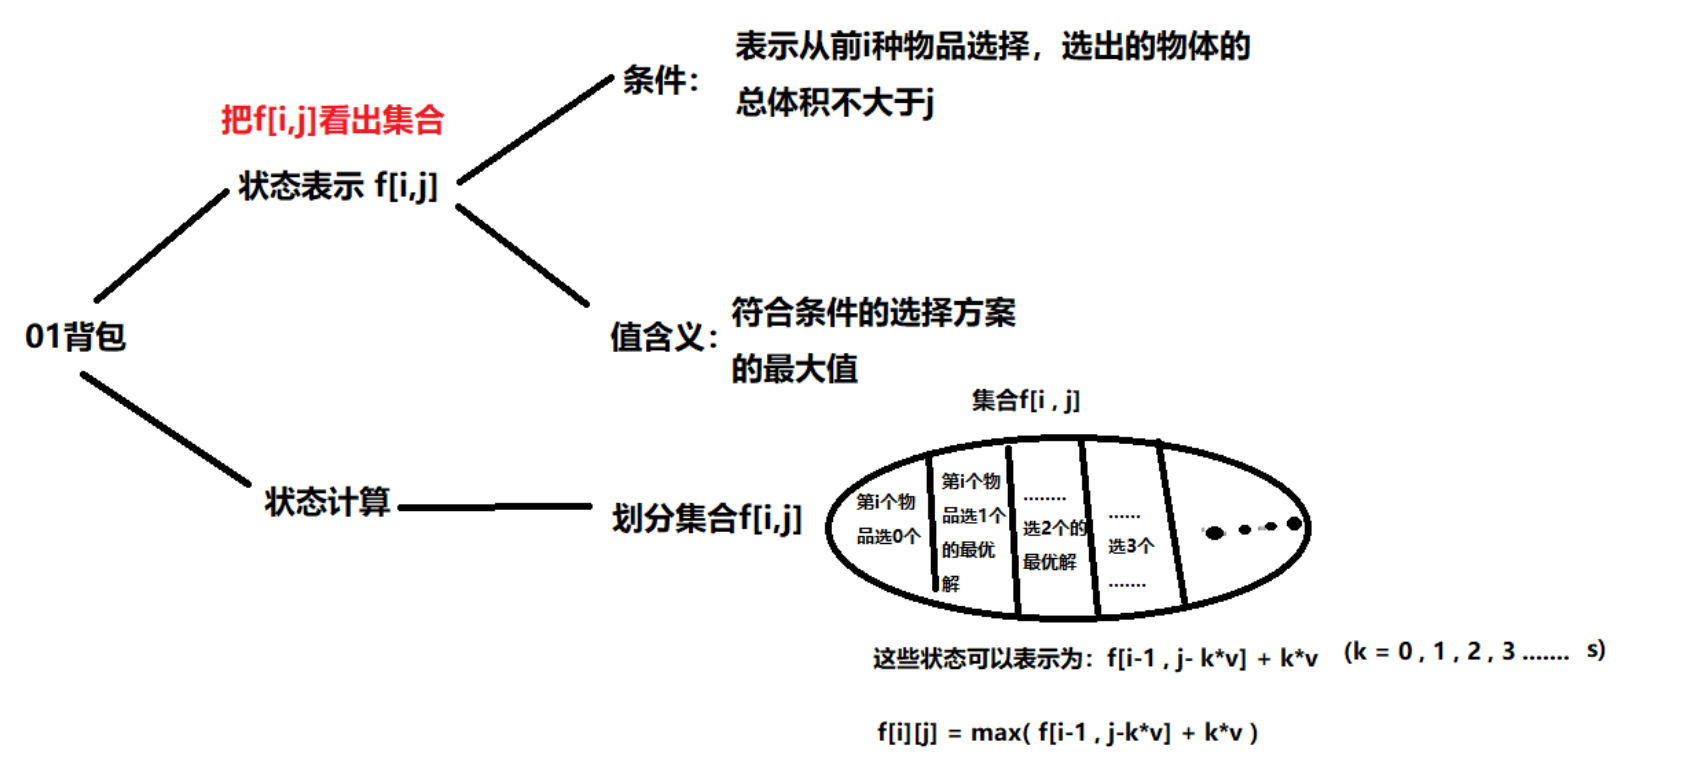 表示从前i种物品选择，选出的物体的
总体积不大于j
条件：
把f[i,j]看出集合
状态表示 f[i,j]
01背包
值含义：
符合条件的选择方案
的最大值
状态计算
划分集合f[i,j]
集合f[i , j]
第i个物
品选0个
第i个物
品选1个
的最优
解
........
选2个的
最优解
......
选3个
.......
这些状态可以表示为：f[i-1 , j- k*v] + k*v （k = 0 , 1 , 2 , 3 ....... s)
f[i][j] = max( f[i-1 , j-k*v] + k*v )